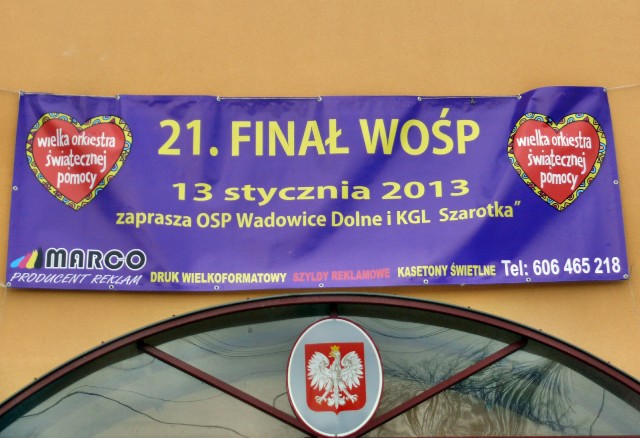 21. FINAŁ WOŚP
wielka orkiestra
świątecznej
pomocy
wielka orkiestra
świątecznej
pomocy
13 stycznia 2013
zaprasza OSP Wadowice Dolne i KGL Szarotka"
MARCO
PRODUCENT REKLAM
DRUK WIELKOFORMATOWY SZYLDY REKLAMOWE KASETONY ŚWIETLNE Tel: 606 465 218